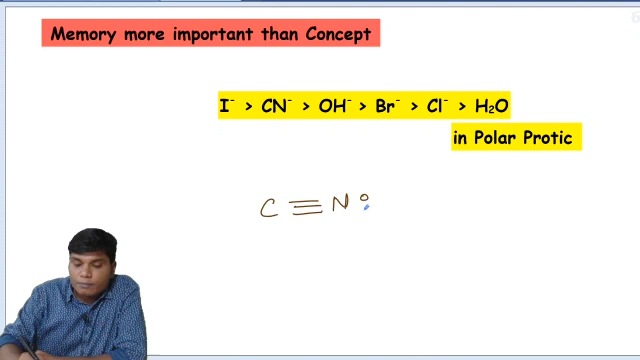 Memory more important than Concept
I⁻ > CN⁻ > OH⁻ > Br⁻ > Cl⁻ > H₂O
in Polar Protic
C ≡ N :